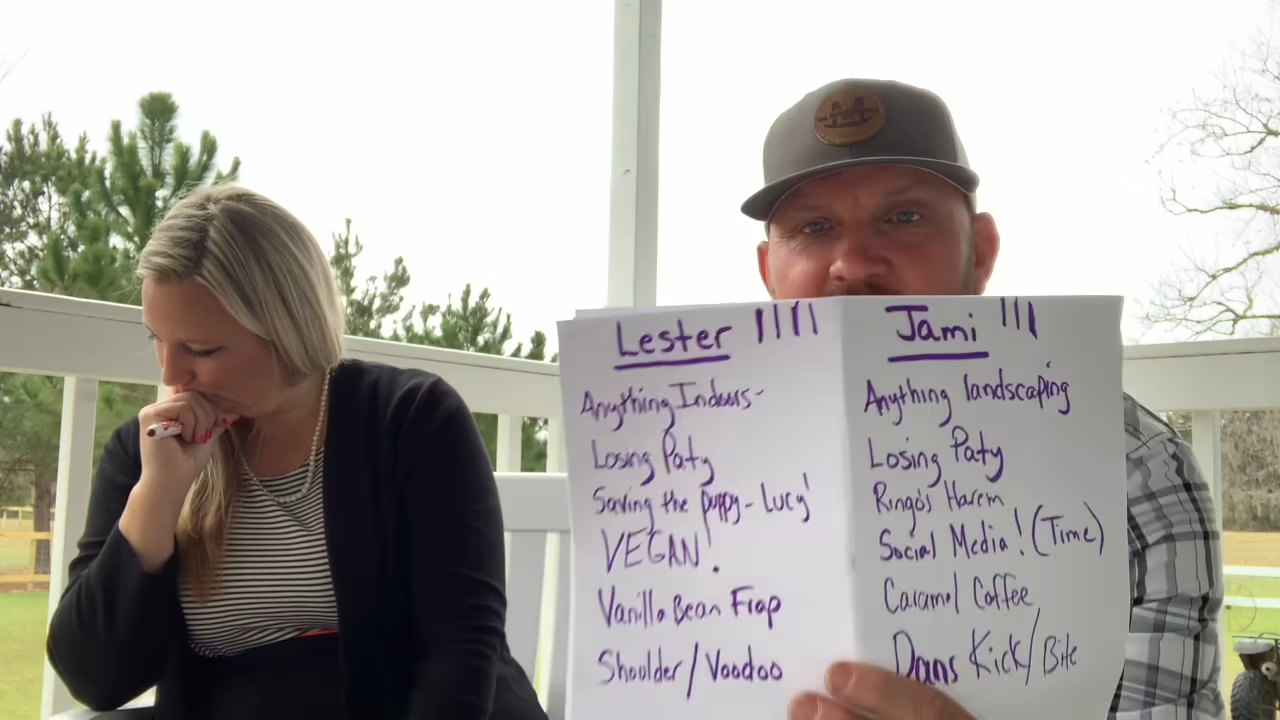 Lester ||||
Anything Indoors-
Losing Paty
Saving the puppy - Lucy!
VEGAN!
Vanilla Bean Frap
Shoulder / Voodoo
Jami |||
Anything landscaping
Losing Paty
Ringo's Harem
Social Media! (Time)
Caramel Coffee
Dans Kick / Bite